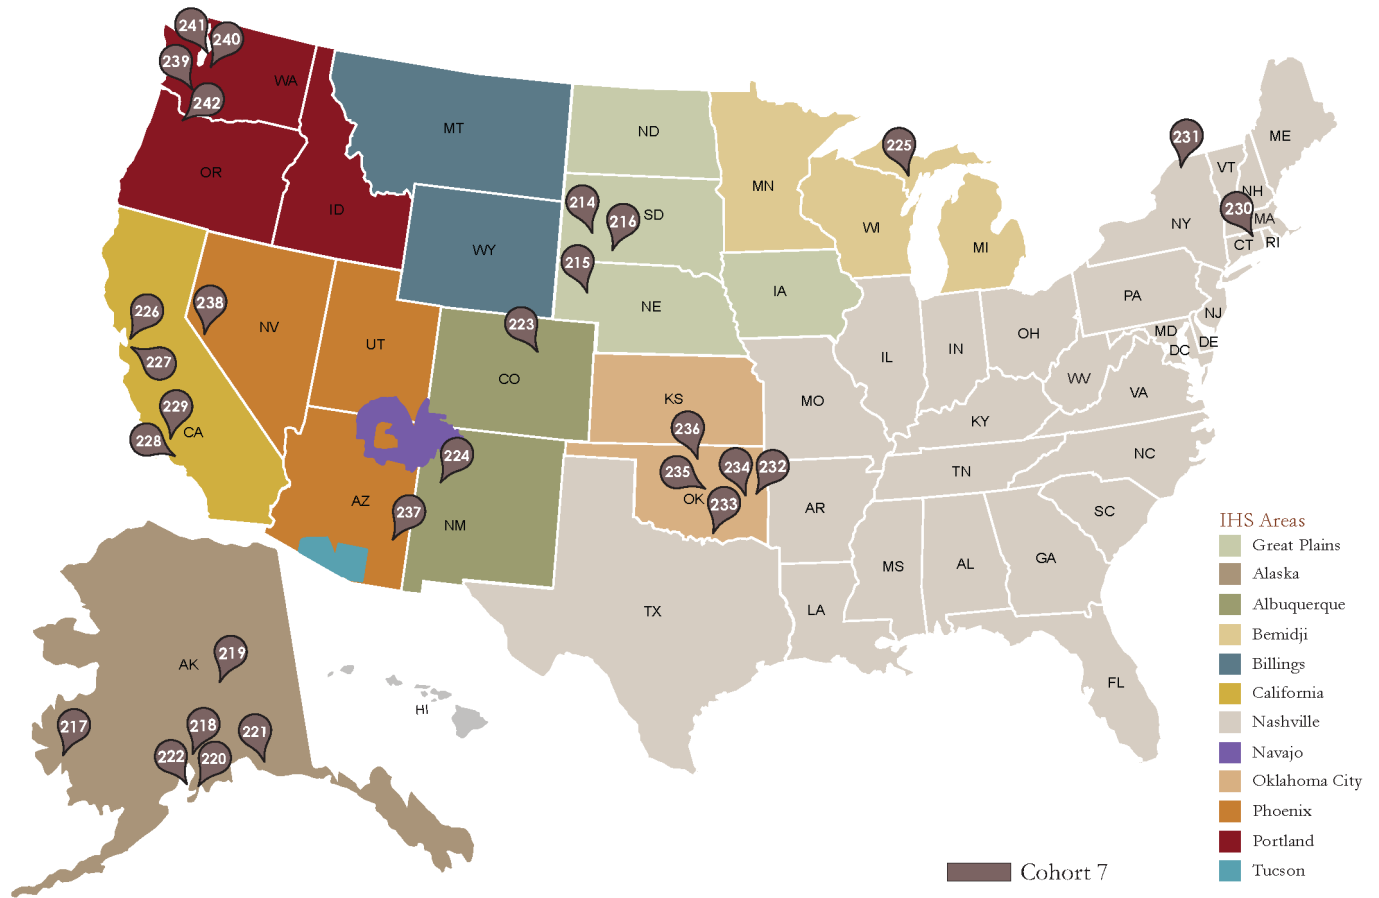 241
240
239
WA
242
MT
ND
ME
231
225
VT
OR
MN
NH
ID
214
216
SD
230
MA
WI
NY
CT
RI
MI
WY
215
226
238
NE
IA
PA
NJ
223
NV
UT
MD
DE
OH
DC
227
IL
IN
CO
WV
VA
229
KS
MO
KY
CA
228
236
224
NC
235
234
232
TN
OK
AZ
237
233
AR
SC
NM
GA
MS
AL
TX
LA
AK
219
FL
HI
217
218
221
222
220
IHS Areas
Great Plains
Alaska
Albuquerque
Bemidji
Billings
California
Nashville
Navajo
Oklahoma City
Phoenix
Portland
Tucson
Cohort 7